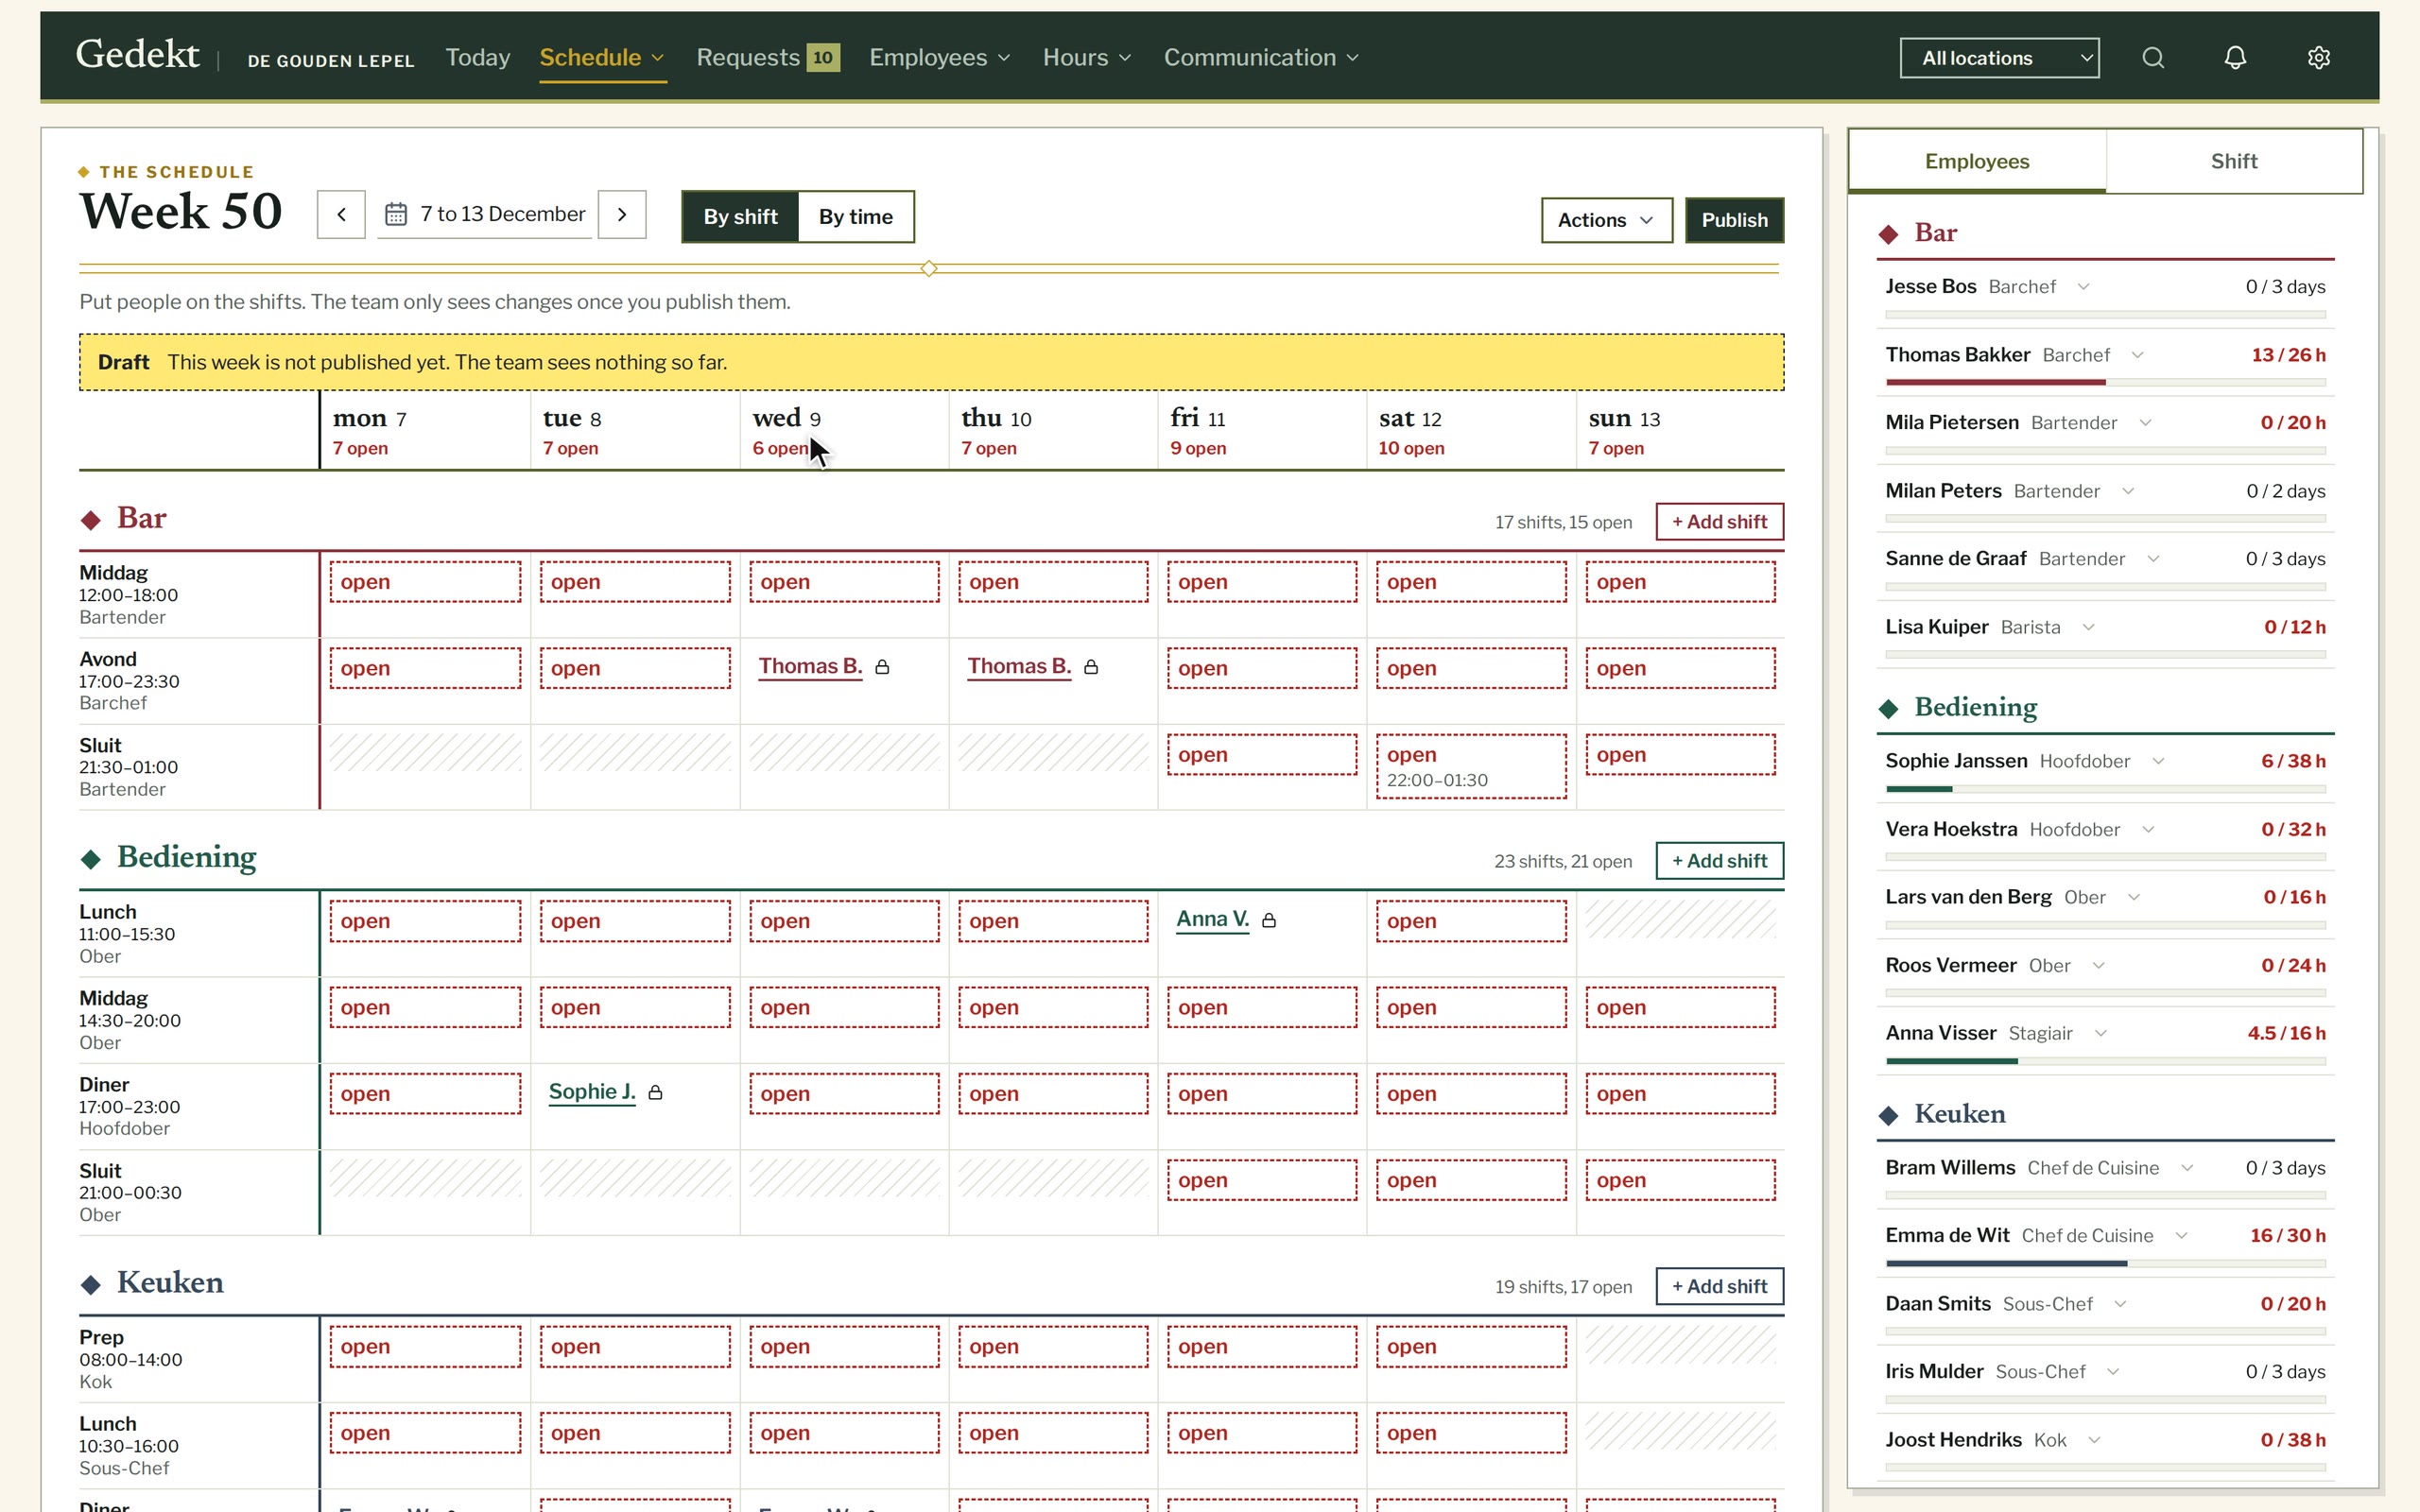 Gedekt
DE GOUDEN LEPEL
Today
Schedule
Requests 10
Employees
Hours
Communication
All locations
THE SCHEDULE
Week 50
7 to 13 December
By shift
By time
Actions
Publish
Put people on the shifts. The team only sees changes once you publish them.
Draft This week is not published yet. The team sees nothing so far.
mon 7
tue 8
wed 9
thu 10
fri 11
sat 12
sun 13
7 open
7 open
6 open
7 open
9 open
10 open
7 open
Bar
17 shifts, 15 open
+ Add shift
Middag
12:00–18:00
Bartender
open
open
open
open
open
open
open
Avond
17:00–23:30
Barchef
open
open
Thomas B.
Thomas B.
open
open
open
Sluit
21:30–01:00
Bartender
open
open
22:00–01:30
open
Bediening
23 shifts, 21 open
+ Add shift
Lunch
11:00–15:30
Ober
open
open
open
open
Anna V.
open
Middag
14:30–20:00
Ober
open
open
open
open
open
open
open
Diner
17:00–23:00
Hoofdober
open
Sophie J.
open
open
open
open
open
Sluit
21:00–00:30
Ober
open
open
open
Keuken
19 shifts, 17 open
+ Add shift
Prep
08:00–14:00
Kok
open
open
open
open
open
open
Lunch
10:30–16:00
Sous-Chef
open
open
open
open
open
open
Diner
Employees
Shift
Bar
Jesse Bos Barchef 0 / 3 days
Thomas Bakker Barchef 13 / 26 h
Mila Pietersen Bartender 0 / 20 h
Milan Peters Bartender 0 / 2 days
Sanne de Graaf Bartender 0 / 3 days
Lisa Kuiper Barista 0 / 12 h
Bediening
Sophie Janssen Hoofdober 6 / 38 h
Vera Hoekstra Hoofdober 0 / 32 h
Lars van den Berg Ober 0 / 16 h
Roos Vermeer Ober 0 / 24 h
Anna Visser Stagiair 4.5 / 16 h
Keuken
Bram Willems Chef de Cuisine 0 / 3 days
Emma de Wit Chef de Cuisine 16 / 30 h
Daan Smits Sous-Chef 0 / 20 h
Iris Mulder Sous-Chef 0 / 3 days
Joost Hendriks Kok 0 / 38 h